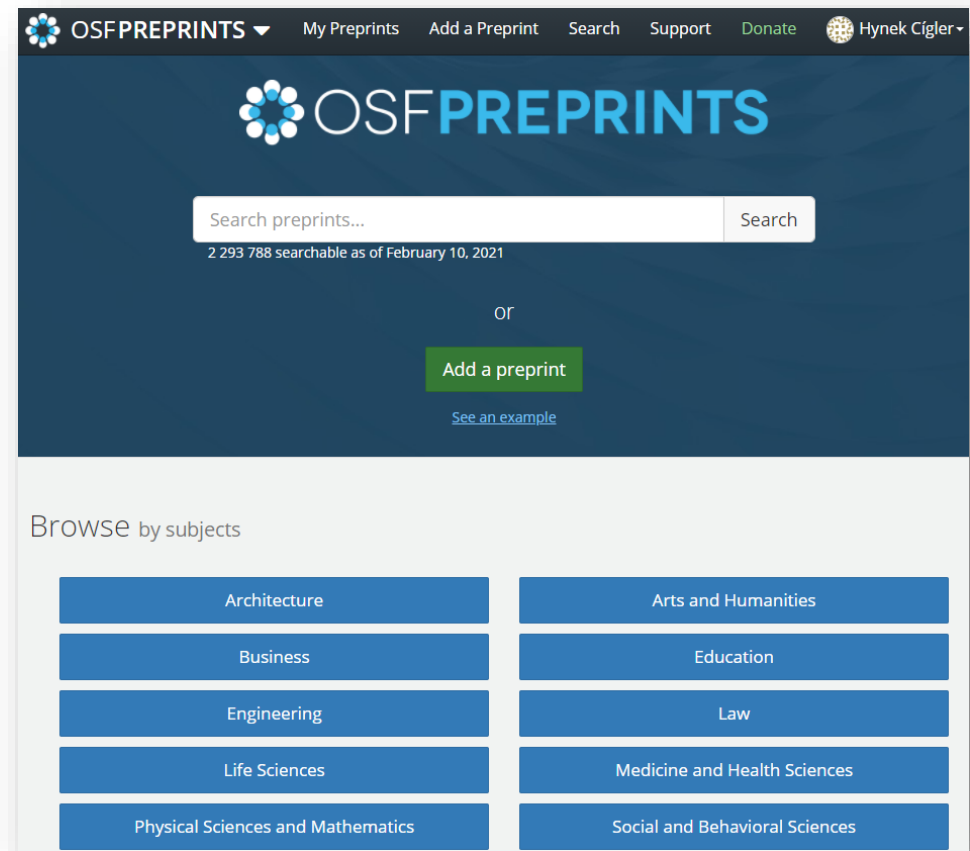 OSFPREPRINTS My Preprints Add a Preprint Search Support Donate Hynek Cígler
OSFPREPRINTS
Search preprints... Search
2 293 788 searchable as of February 10, 2021
or
Add a preprint
See an example
Browse by subjects
Architecture Arts and Humanities
Business Education
Engineering Law
Life Sciences Medicine and Health Sciences
Physical Sciences and Mathematics Social and Behavioral Sciences